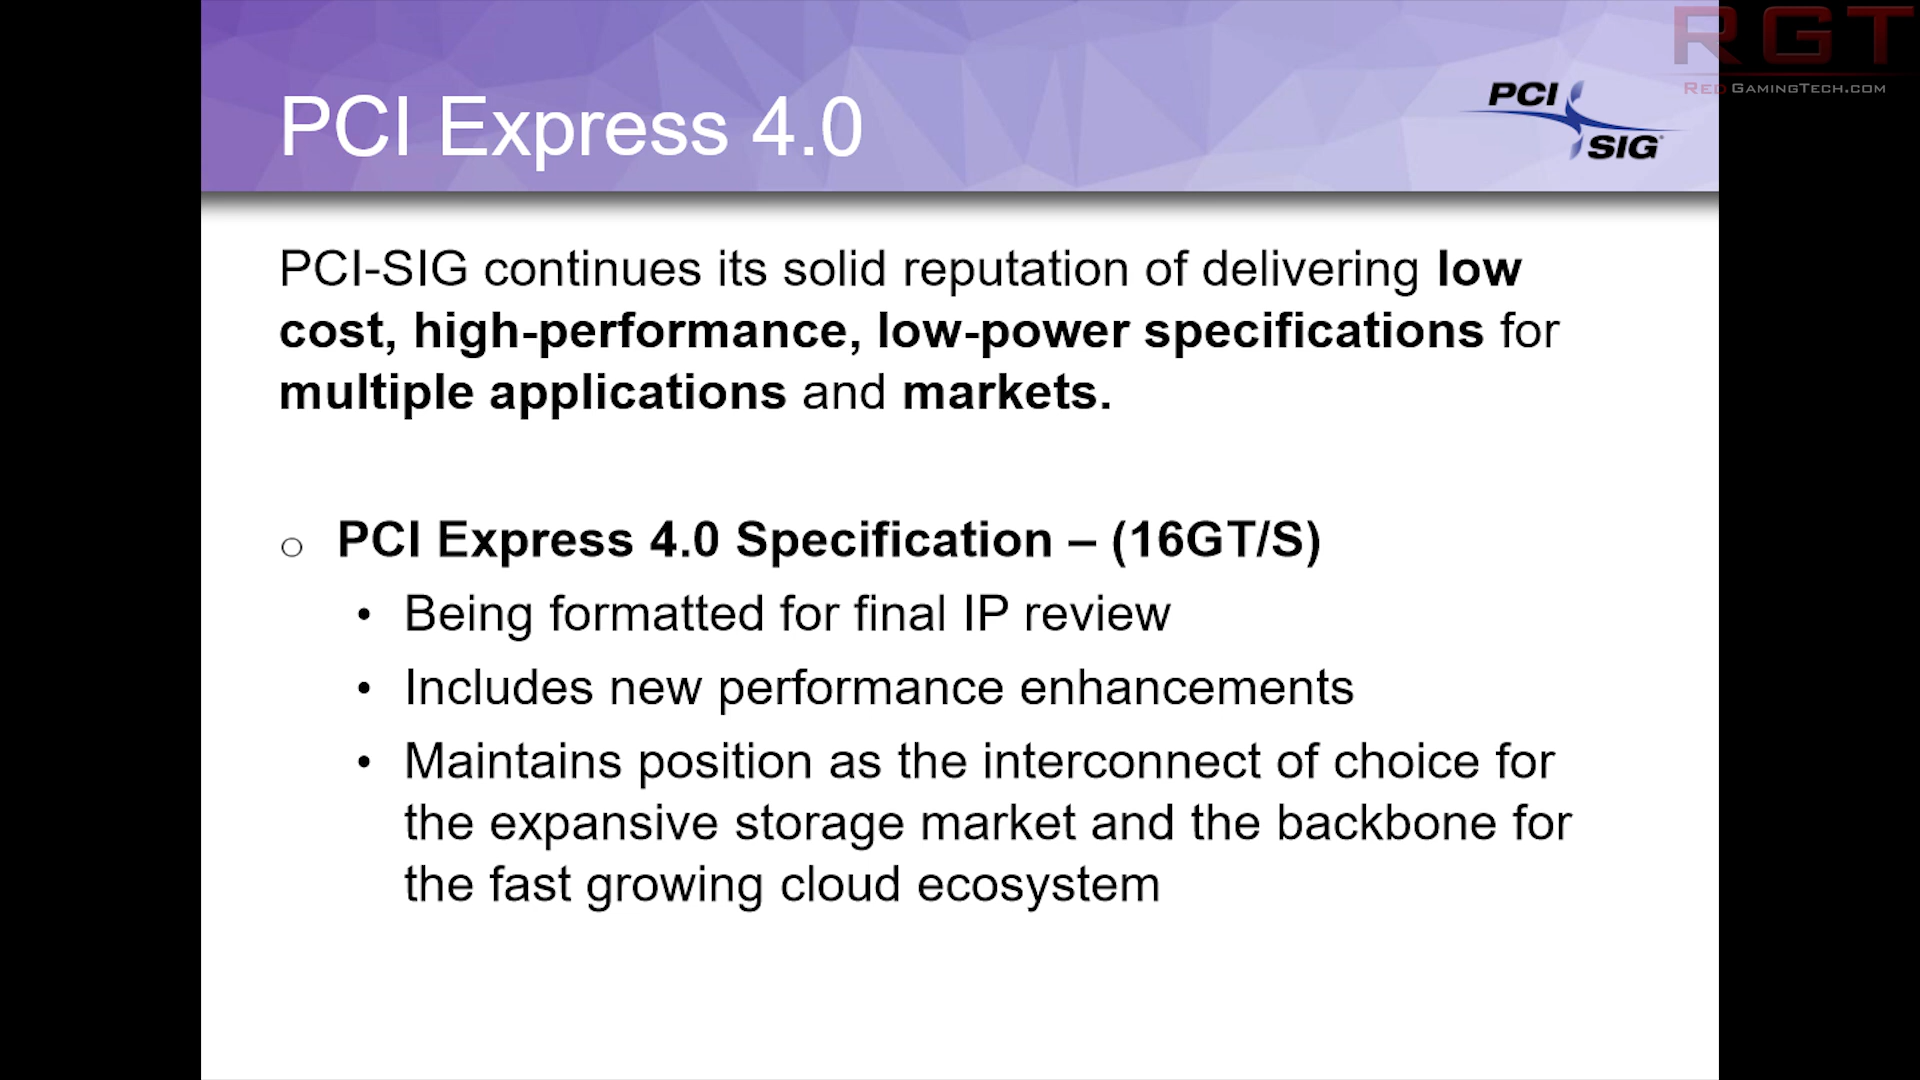 RGT
RedGamingTech.com
PCI Express 4.0
PCI
SIG
PCI-SIG continues its solid reputation of delivering low
cost, high-performance, low-power specifications for
multiple applications and markets.
o PCI Express 4.0 Specification – (16GT/S)
• Being formatted for final IP review
• Includes new performance enhancements
• Maintains position as the interconnect of choice for
the expansive storage market and the backbone for
the fast growing cloud ecosystem